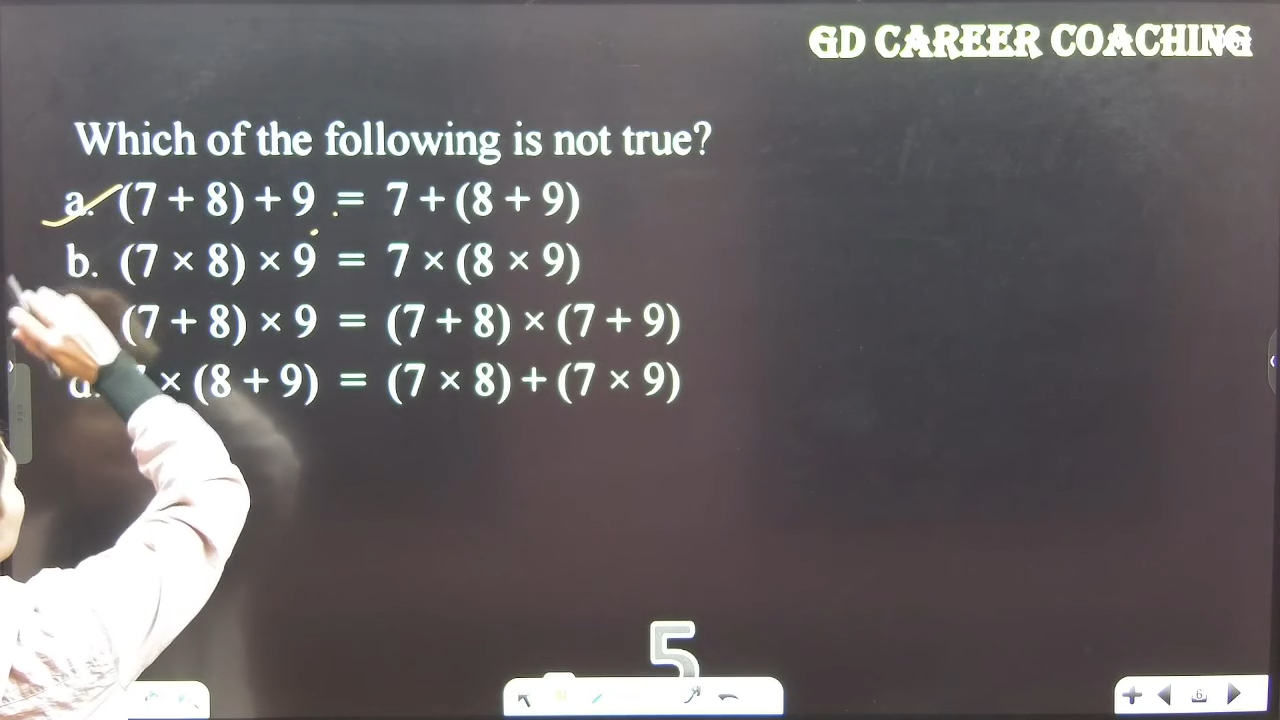 GD CAREER COACHING
Which of the following is not true?
a. (7 + 8) + 9 = 7 + (8 + 9)
b. (7 × 8) × 9 = 7 × (8 × 9)
(7 + 8) × 9 = (7 + 8) × (7 + 9)
d. × (8 + 9) = (7 × 8) + (7 × 9)
5
6